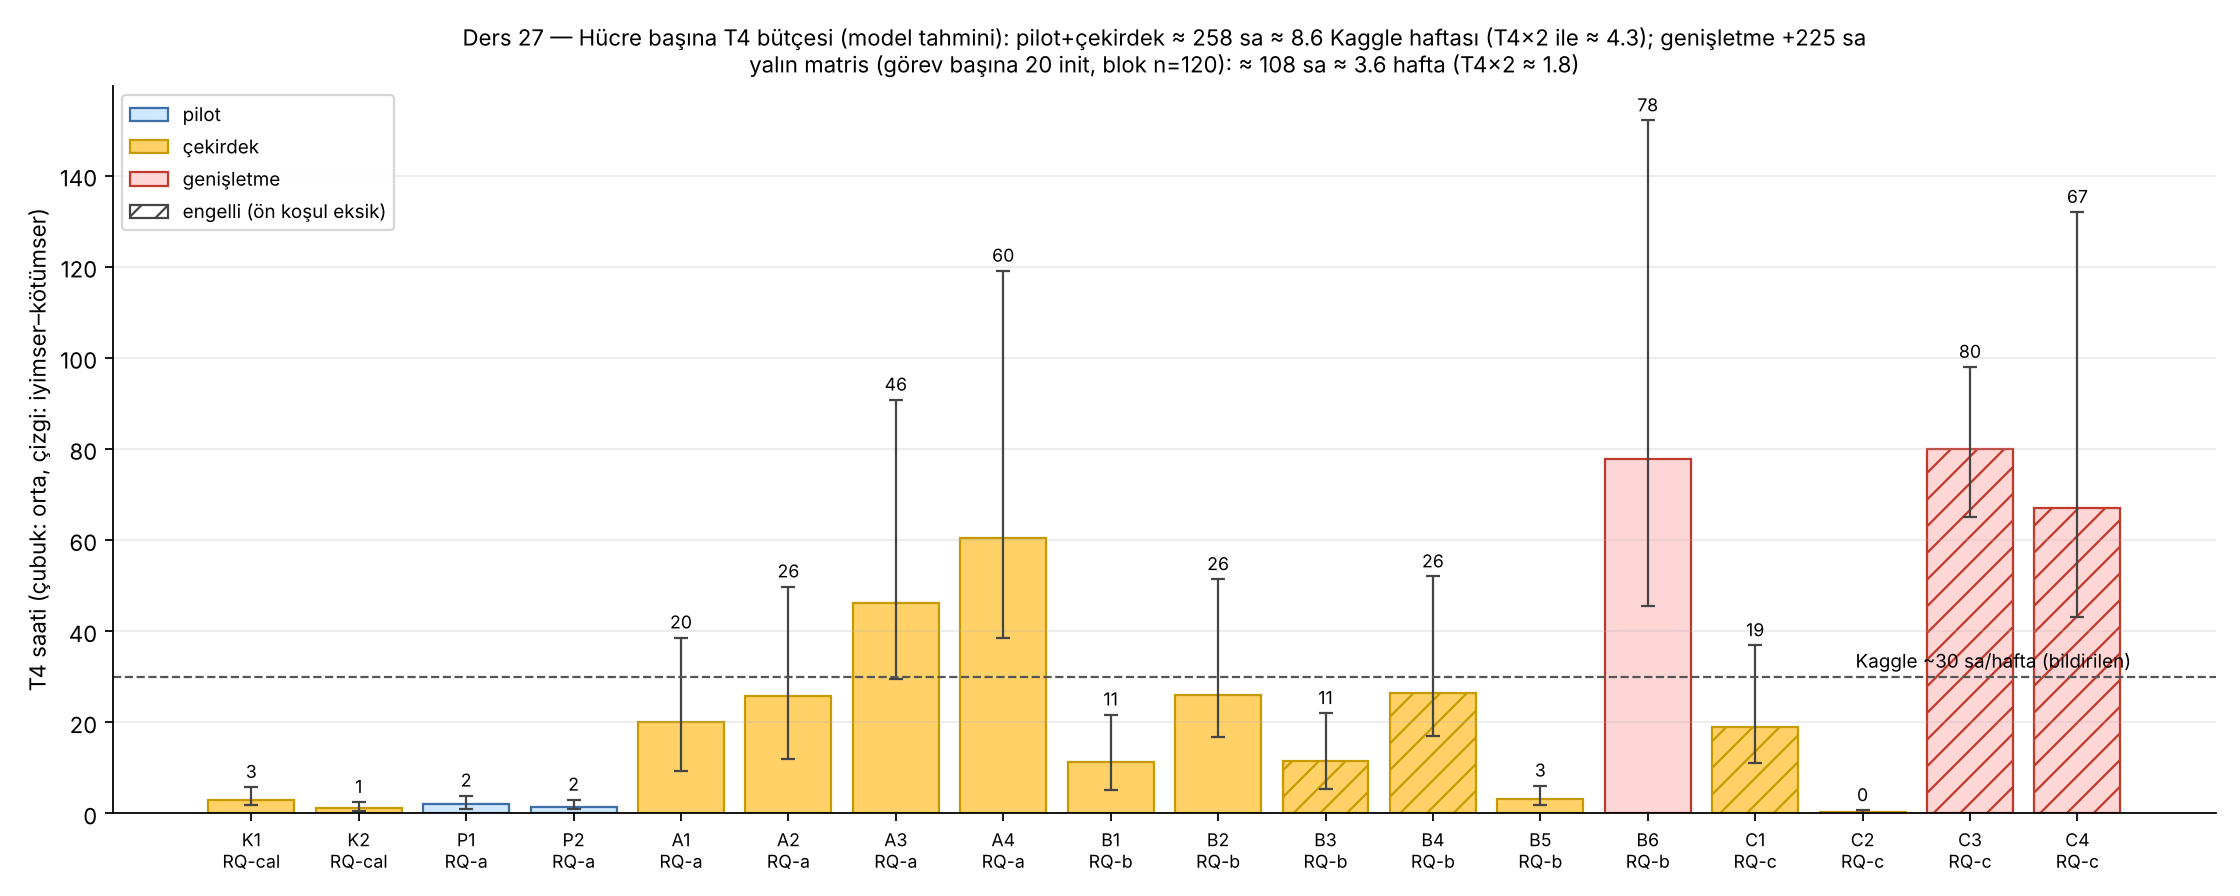 Ders 27 — Hücre başına T4 bütçesi (model tahmini): pilot+çekirdek ≈ 258 sa ≈ 8.6 Kaggle haftası (T4×2 ile ≈ 4.3); genişletme +225 sa
yalın matris (görev başına 20 init, blok n=120): ≈ 108 sa ≈ 3.6 hafta (T4×2 ≈ 1.8)
pilot
çekirdek
genişletme
engelli (ön koşul eksik)
T4 saati (çubuk: orta, çizgi: iyimser–kötümser)
140
120
100
80
60
40
20
0
3
1
2
2
20
26
46
60
11
26
11
26
3
78
19
0
80
67
Kaggle ~30 sa/hafta (bildirilen)
K1 K2 P1 P2 A1 A2 A3 A4 B1 B2 B3 B4 B5 B6 C1 C2 C3 C4
RQ-cal RQ-cal RQ-a RQ-a RQ-a RQ-a RQ-a RQ-a RQ-b RQ-b RQ-b RQ-b RQ-b RQ-b RQ-c RQ-c RQ-c RQ-c